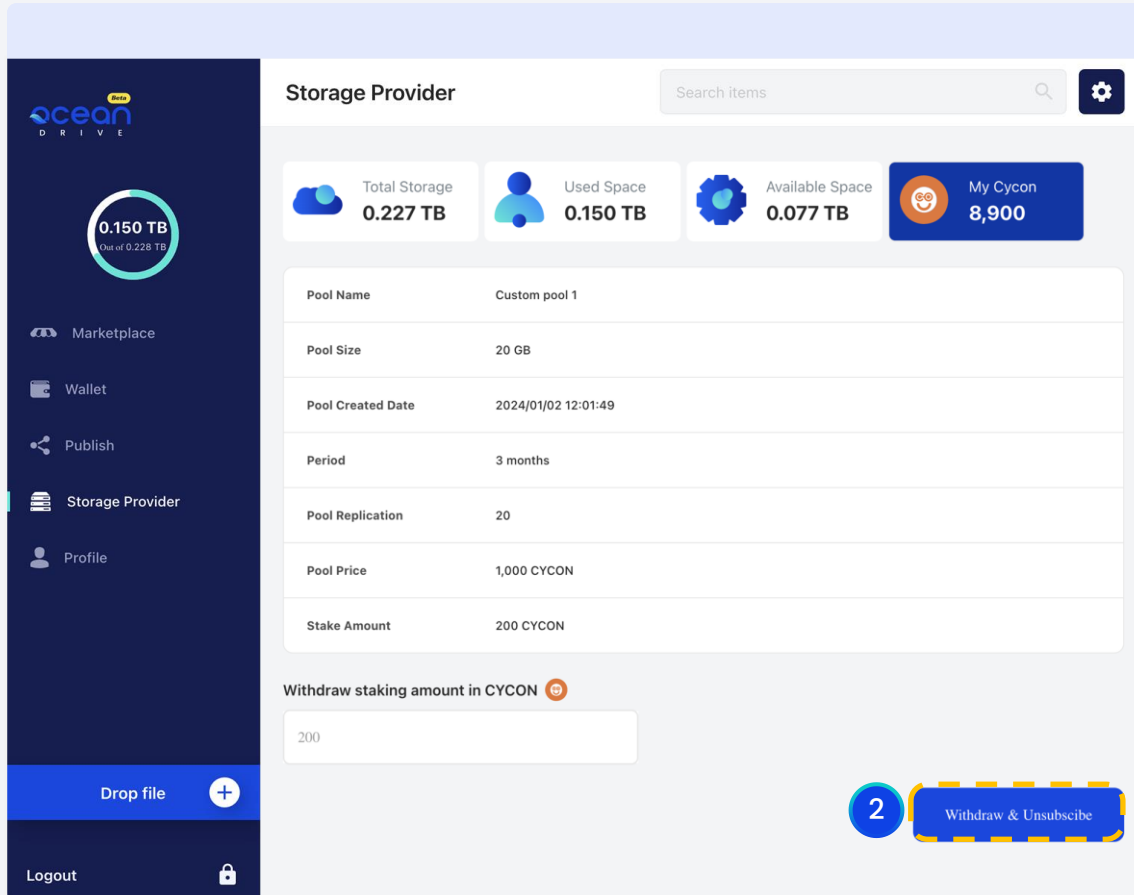 Beta
ocean
DRIVE
0.150 TB
Out of 0.228 TB
Marketplace
Wallet
Publish
Storage Provider
Profile
Drop file
Logout
Storage Provider
Search items
Total Storage
0.227 TB
Used Space
0.150 TB
Available Space
0.077 TB
My Cycon
8,900
Pool Name Custom pool 1
Pool Size 20 GB
Pool Created Date 2024/01/02 12:01:49
Period 3 months
Pool Replication 20
Pool Price 1,000 CYCON
Stake Amount 200 CYCON
Withdraw staking amount in CYCON
200
2
Withdraw & Unsubscibe